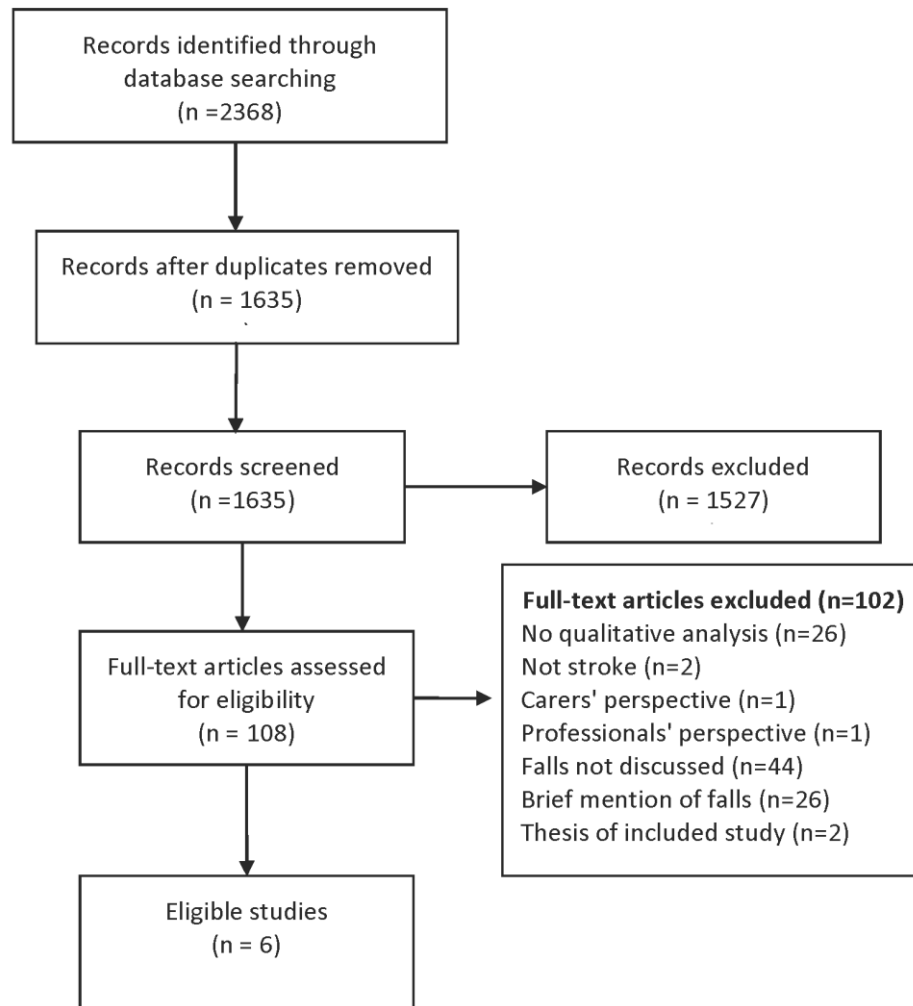 Records identified through
database searching
(n =2368)
Records after duplicates removed
(n = 1635)
Records screened
(n =1635)
Records excluded
(n = 1527)
Full-text articles assessed
for eligibility
(n = 108)
Full-text articles excluded (n=102)
No qualitative analysis (n=26)
Not stroke (n=2)
Carers' perspective (n=1)
Professionals' perspective (n=1)
Falls not discussed (n=44)
Brief mention of falls (n=26)
Thesis of included study (n=2)
Eligible studies
(n = 6)